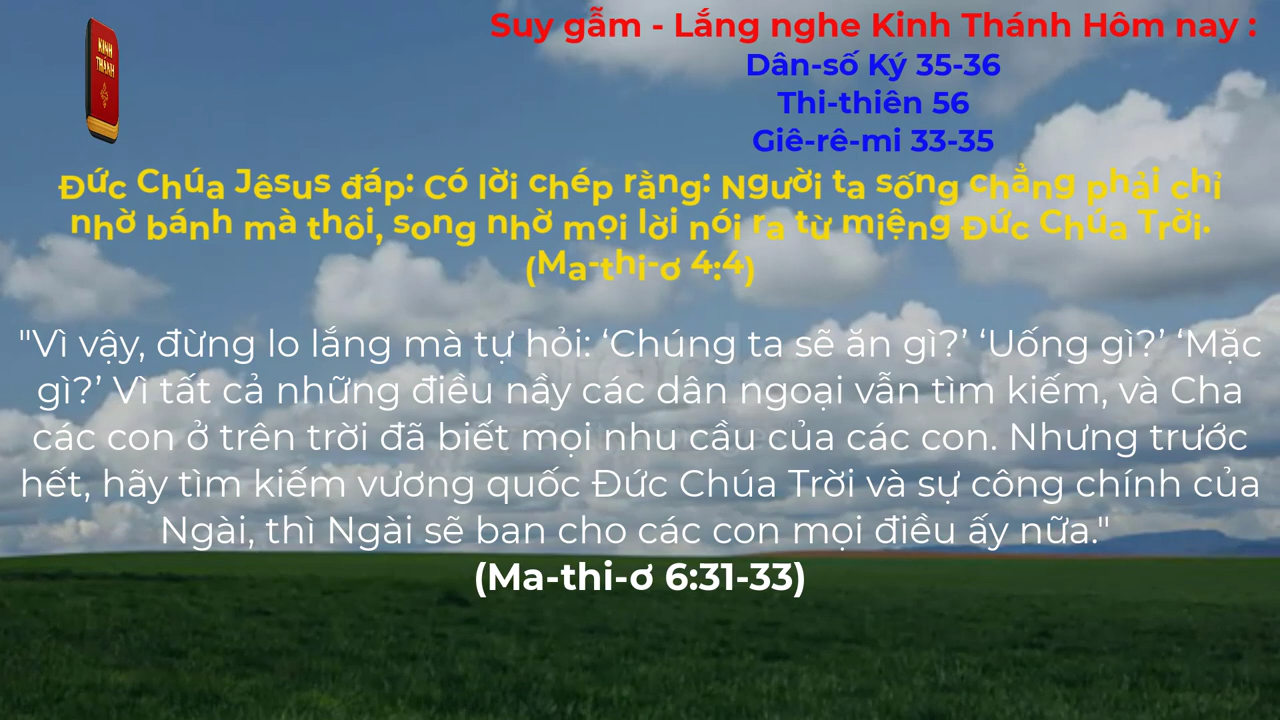 KINH
THÁNH
Suy gẫm - Lắng nghe Kinh Thánh Hôm nay :
Dân-số Ký 35-36
Thi-thiên 56
Giê-rê-mi 33-35
Đức Chúa Jêsus đáp: Có lời chép rằng: Người ta sống chẳng phải chỉ
nhờ bánh mà thôi, song nhờ mọi lời nói ra từ miệng Đức Chúa Trời.
(Ma-thi-ơ 4:4)
"Vì vậy, đừng lo lắng mà tự hỏi: ‘Chúng ta sẽ ăn gì?’ ‘Uống gì?’ ‘Mặc
gì?’ Vì tất cả những điều nầy các dân ngoại vẫn tìm kiếm, và Cha
các con ở trên trời đã biết mọi nhu cầu của các con. Nhưng trước
hết, hãy tìm kiếm vương quốc Đức Chúa Trời và sự công chính của
Ngài, thì Ngài sẽ ban cho các con mọi điều ấy nữa."
(Ma-thi-ơ 6:31-33)